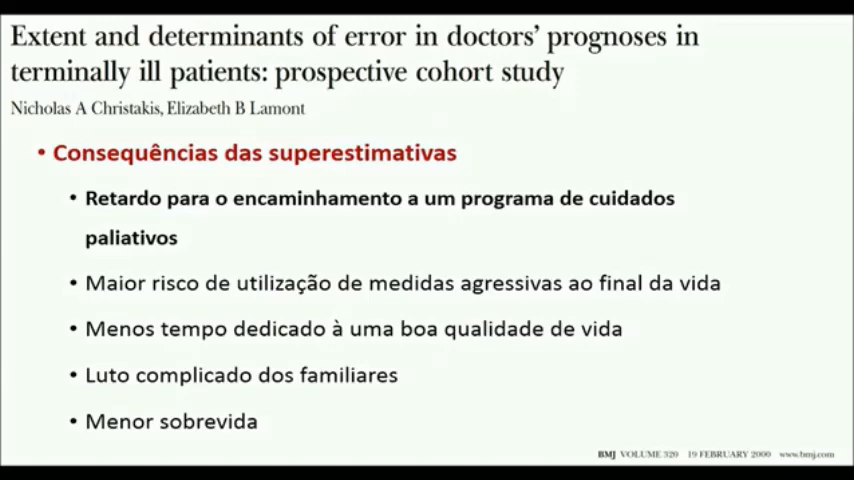 Extent and determinants of error in doctors' prognoses in
terminally ill patients: prospective cohort study
Nicholas A Christakis, Elizabeth B Lamont
• Consequências das superestimativas
• Retardo para o encaminhamento a um programa de cuidados
paliativos
• Maior risco de utilização de medidas agressivas ao final da vida
• Menos tempo dedicado à uma boa qualidade de vida
• Luto complicado dos familiares
• Menor sobrevida
BMJ VOLUME 320 19 FEBRUARY 2000 www.bmj.com